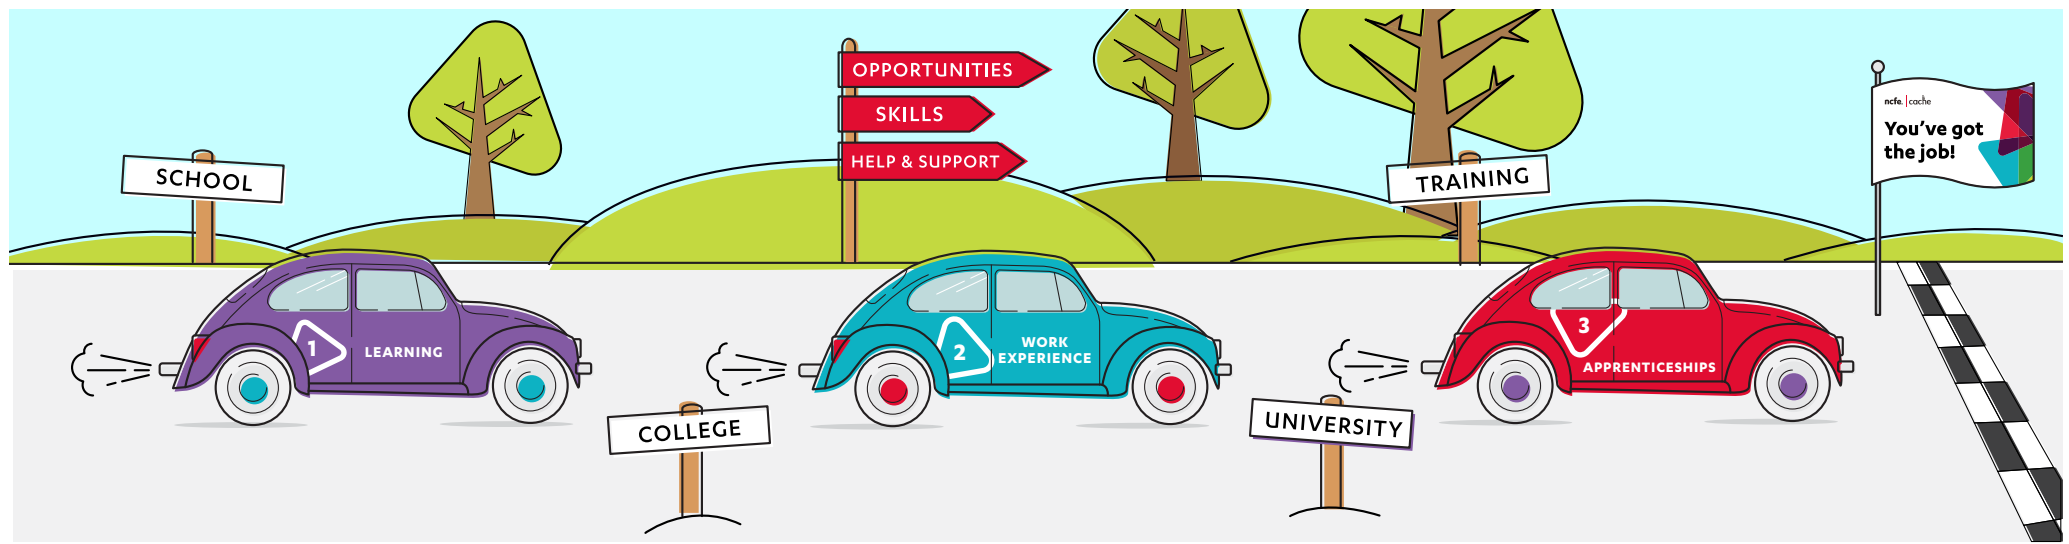 SCHOOL
OPPORTUNITIES
SKILLS
HELP & SUPPORT
TRAINING
ncfe. | cache
You've got
the job!
1
LEARNING
2
WORK
EXPERIENCE
3
APPRENTICESHIPS
COLLEGE
UNIVERSITY